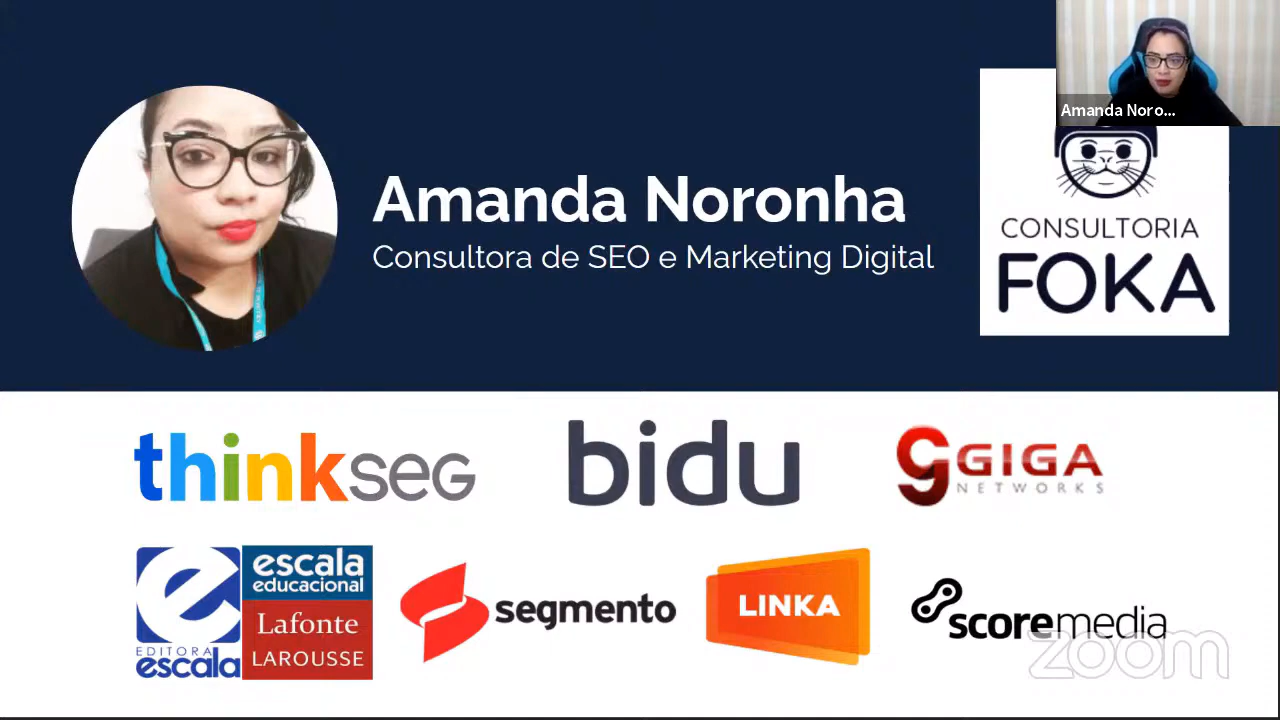 Amanda Noro...
Amanda Noronha
Consultora de SEO e Marketing Digital
CONSULTORIA
FOKA
thinkseg
bidu
GIGA
NETWORKS
EDITORA
escala
escala
educacional
Lafonte
LAROUSSE
segmento
LINKA
scoremedia
zoom